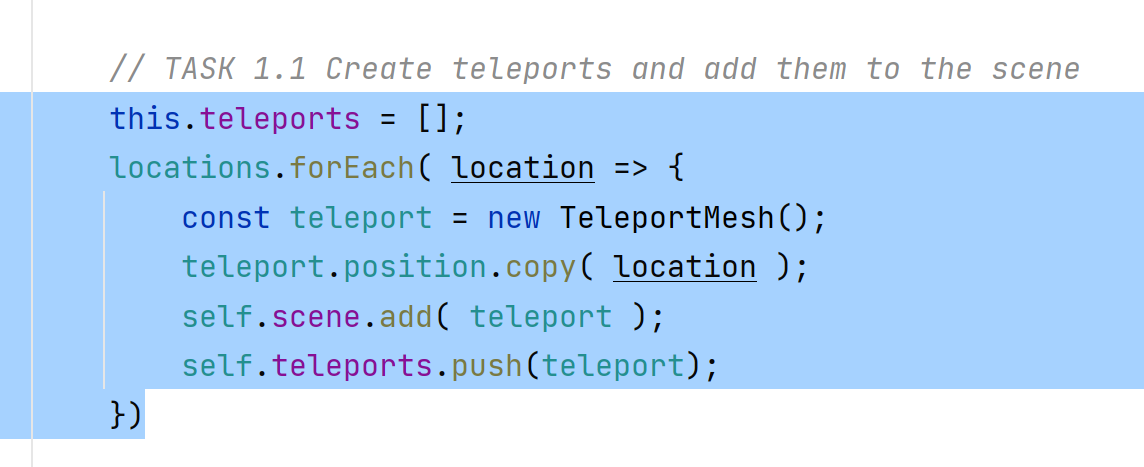 // TASK 1.1 Create teleports and add them to the scene
this.teleports = [];
locations.forEach( location => {
    const teleport = new TeleportMesh();
    teleport.position.copy( location );
    self.scene.add( teleport );
    self.teleports.push(teleport);
})